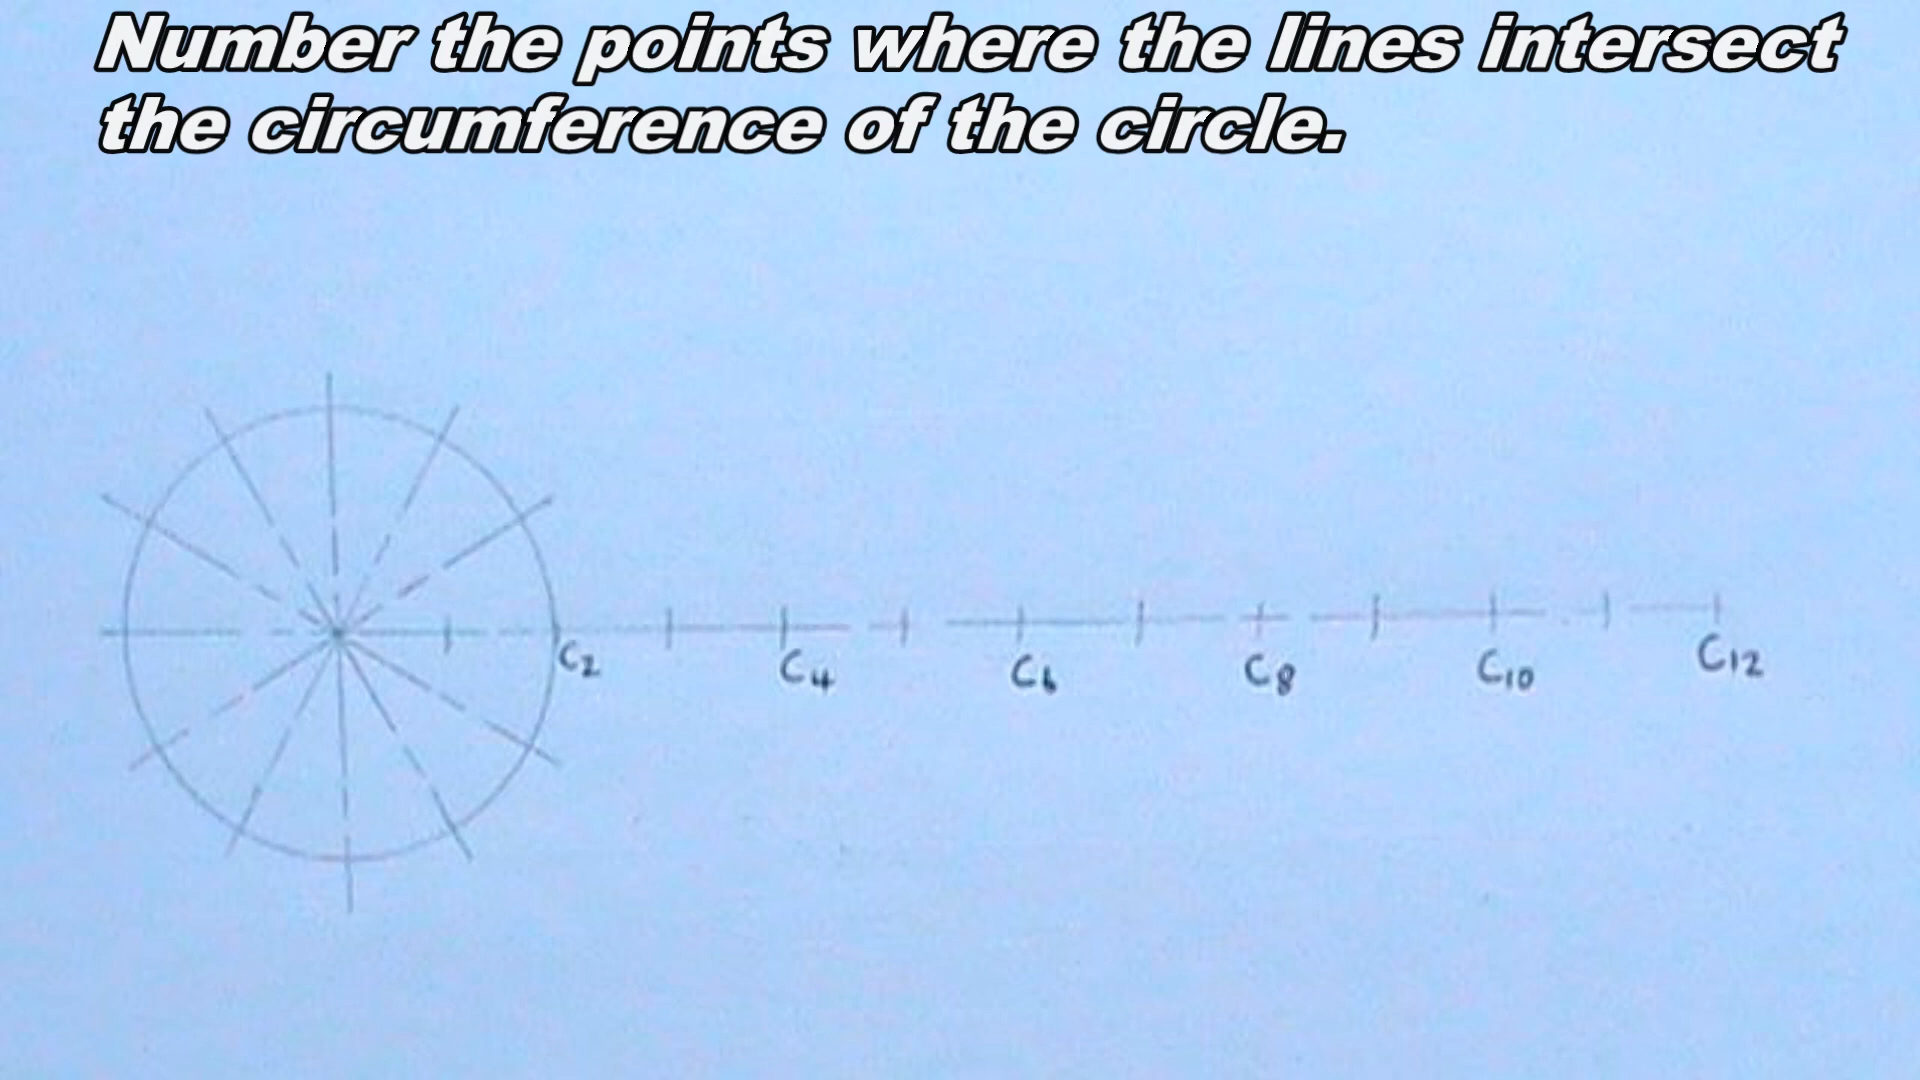 Number the points where the lines intersect
the circumference of the circle.
C2 C4 C6 C8 C10 C12